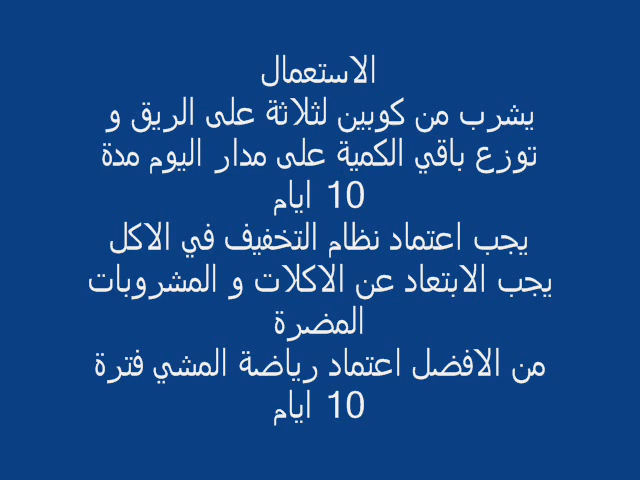 الاستعمال
يشرب من كوبين لثلاثة على الريق و
توزع باقي الكمية على مدار اليوم مدة
10 ايام
يجب اعتماد نظام التخفيف في الاكل
يجب الابتعاد عن الاكلات و المشروبات
المضرة
من الافضل اعتماد رياضة المشي فترة
10 ايام